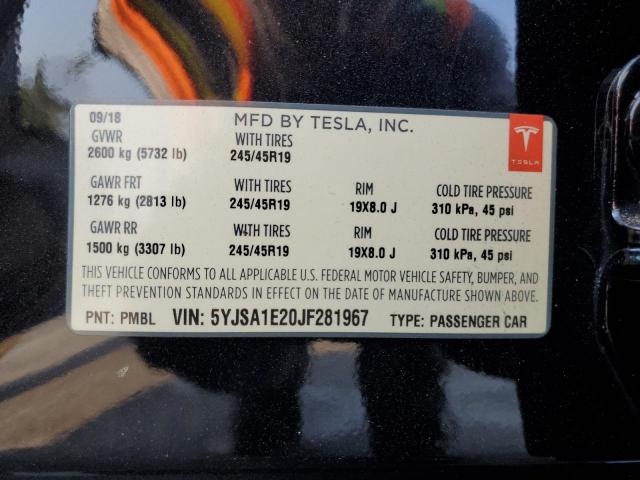 09/18 MFD BY TESLA, INC.
GVWR WITH TIRES
2600 kg (5732 lb) 245/45R19
TESLA
GAWR FRT WITH TIRES RIM COLD TIRE PRESSURE
1276 kg (2813 lb) 245/45R19 19X8.0 J 310 kPa, 45 psi
GAWR RR WITH TIRES RIM COLD TIRE PRESSURE
1500 kg (3307 lb) 245/45R19 19X8.0 J 310 kPa, 45 psi
THIS VEHICLE CONFORMS TO ALL APPLICABLE U.S. FEDERAL MOTOR VEHICLE SAFETY, BUMPER, AND
THEFT PREVENTION STANDARDS IN EFFECT ON THE DATE OF MANUFACTURE SHOWN ABOVE.
PNT: PMBL VIN: 5YJSA1E20JF281967 TYPE: PASSENGER CAR